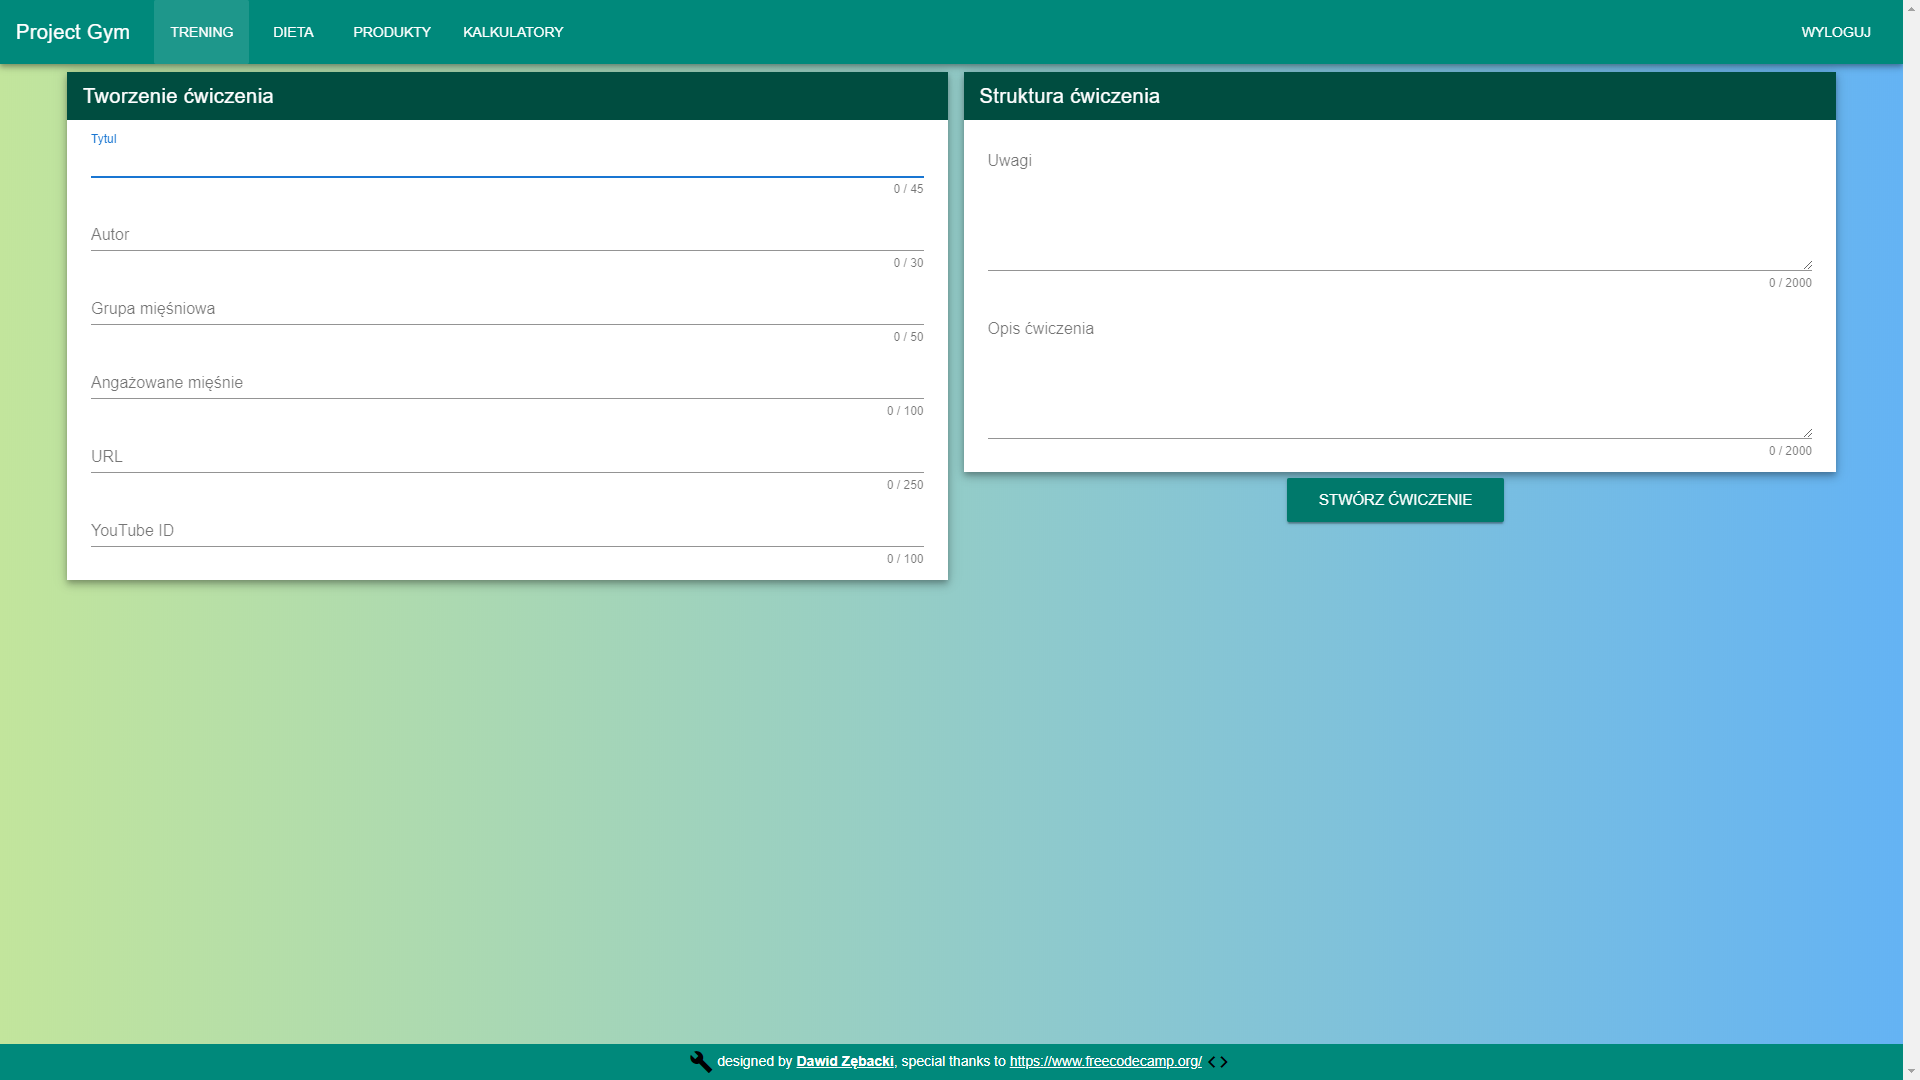 Project Gym
TRENING
DIETA
PRODUKTY
KALKULATORY
WYLOGUJ
Tworzenie ćwiczenia
Tytul
0 / 45
Autor
0 / 30
Grupa mięśniowa
0 / 50
Angażowane mięśnie
0 / 100
URL
0 / 250
YouTube ID
0 / 100
Struktura ćwiczenia
Uwagi
0 / 2000
Opis ćwiczenia
0 / 2000
STWÓRZ ĆWICZENIE
designed by Dawid Zębacki, special thanks to https://www.freecodecamp.org/